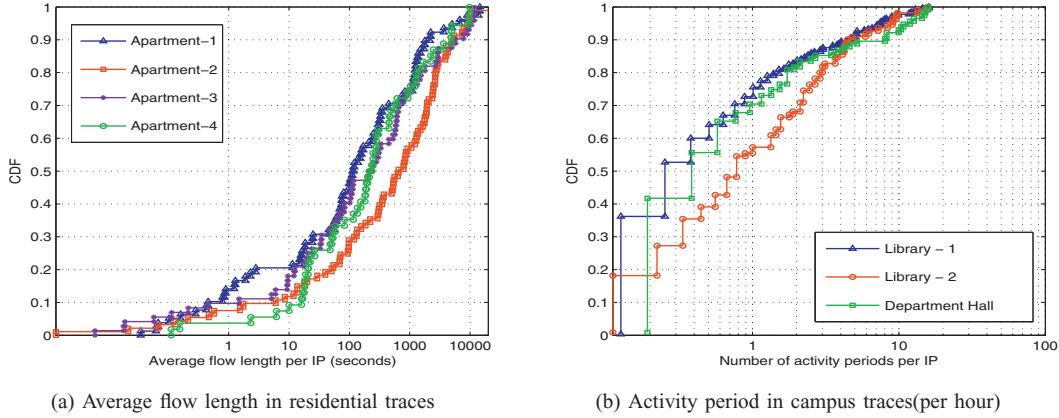 1
0.9
0.8
0.7
0.6
0.5
0.4
0.3
0.2
0.1
0
CDF
Apartment-1
Apartment-2
Apartment-3
Apartment-4
1
10
100
1000
10000
Average flow length per IP (seconds)
(a) Average flow length in residential traces
1
0.9
0.8
0.7
0.6
0.5
0.4
0.3
0.2
0.1
0
CDF
Library - 1
Library - 2
Department Hall
1
10
100
Number of activity periods per IP
(b) Activity period in campus traces(per hour)